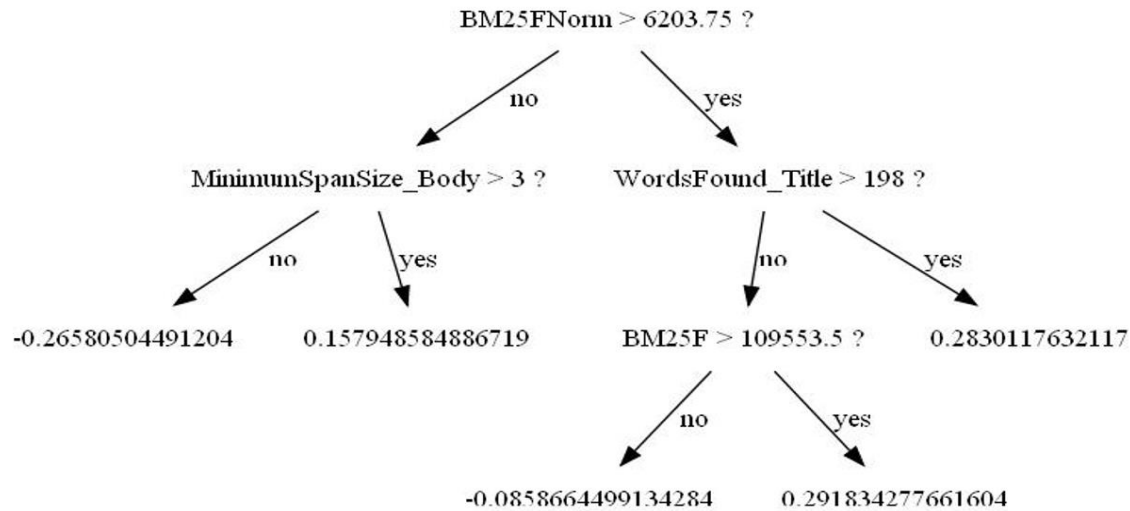 BM25FNorm > 6203.75 ?
no yes
MinimumSpanSize_Body > 3 ? WordsFound_Title > 198 ?
no yes no yes
-0.26580504491204 0.157948584886719 BM25F > 109553.5 ? 0.2830117632117
no yes
-0.0858664499134284 0.291834277661604